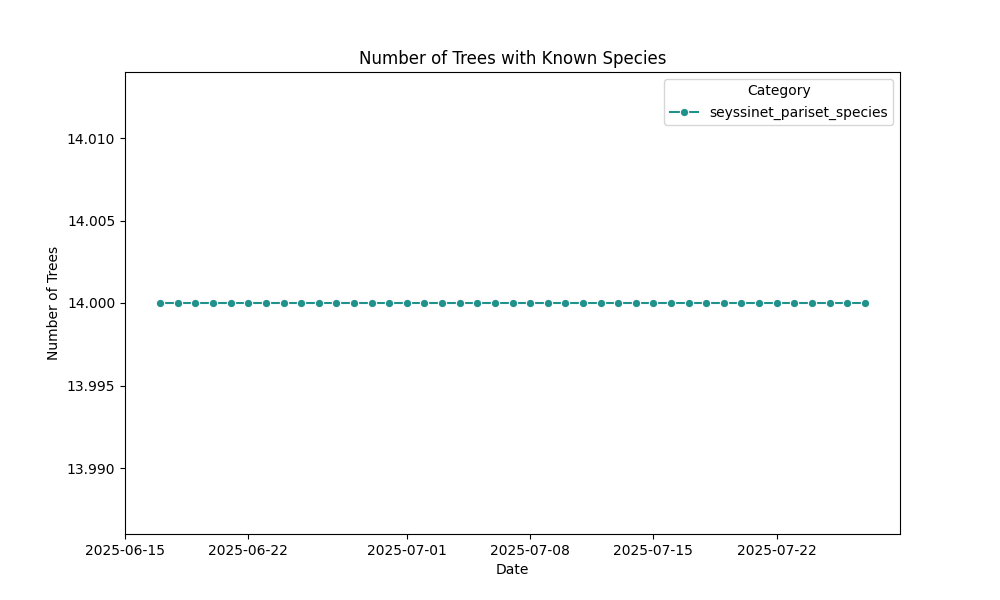 Number of Trees with Known Species
Category
seyssinet_pariset_species
14.010
14.005
14.000
13.995
13.990
Number of Trees
2025-06-15 2025-06-22 2025-07-01 2025-07-08 2025-07-15 2025-07-22
Date